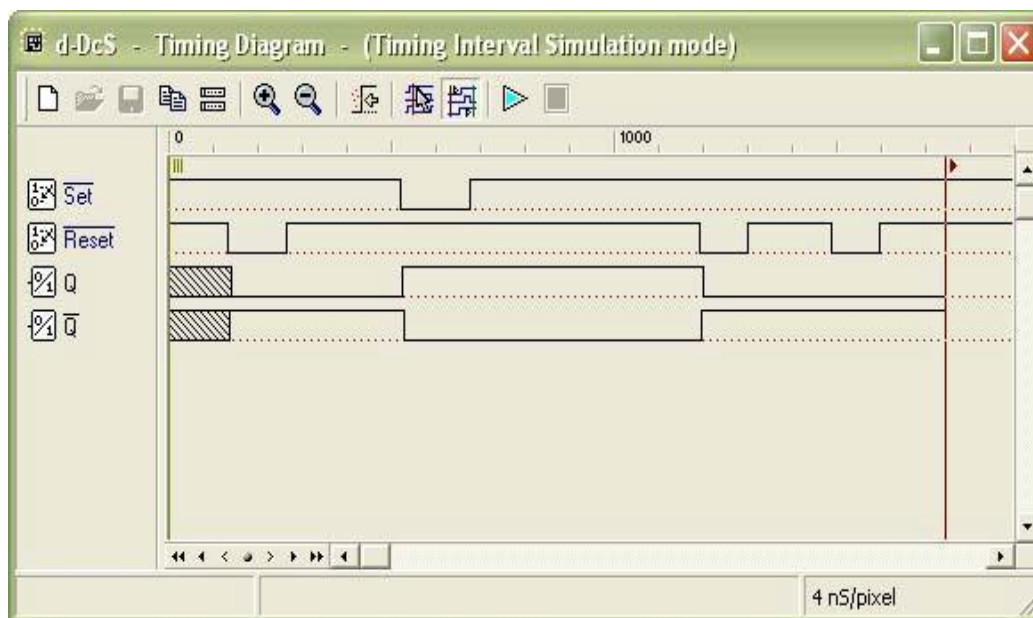 d-DcS - Timing Diagram - (Timing Interval Simulation mode)
0 1000
Set
Reset
Q
Q
4 nS/pixel